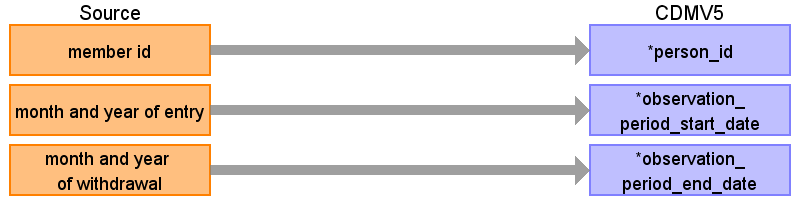 Source
CDMV5
member id
*person_id
month and year of entry
*observation_
period_start_date
month and year
of withdrawal
*observation_
period_end_date